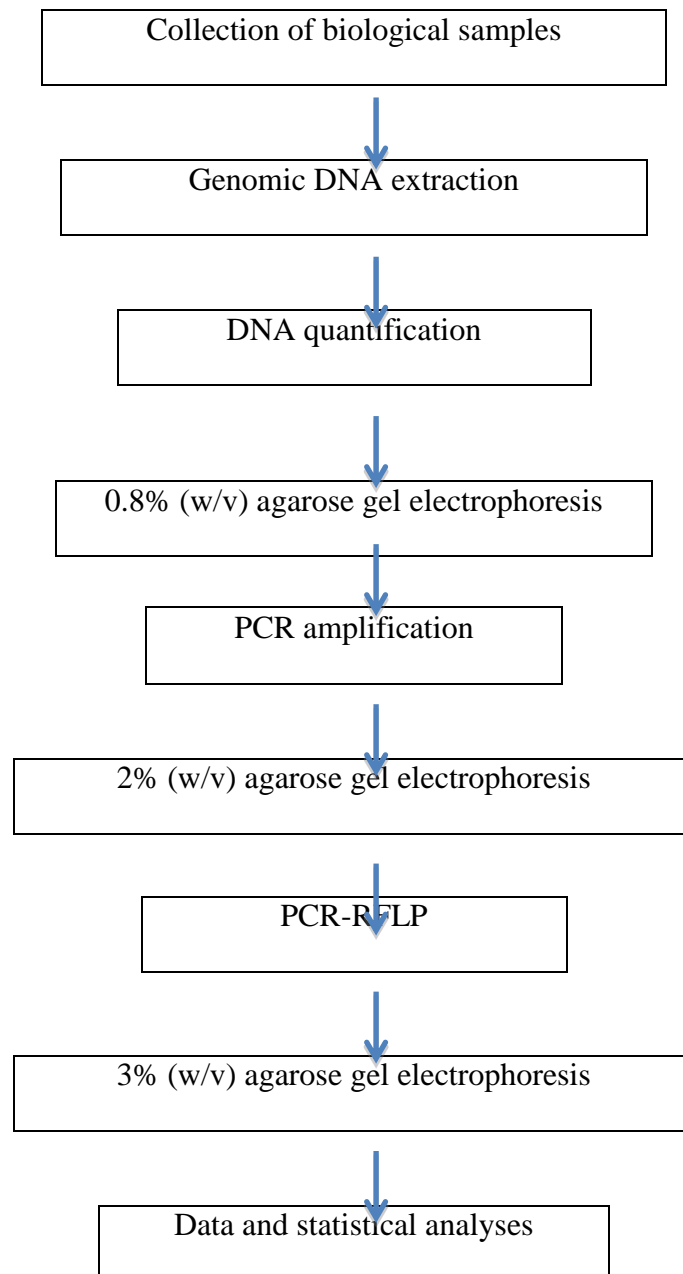 Collection of biological samples
Genomic DNA extraction
DNA quantification
0.8% (w/v) agarose gel electrophoresis
PCR amplification
2% (w/v) agarose gel electrophoresis
PCR-RFLP
3% (w/v) agarose gel electrophoresis
Data and statistical analyses